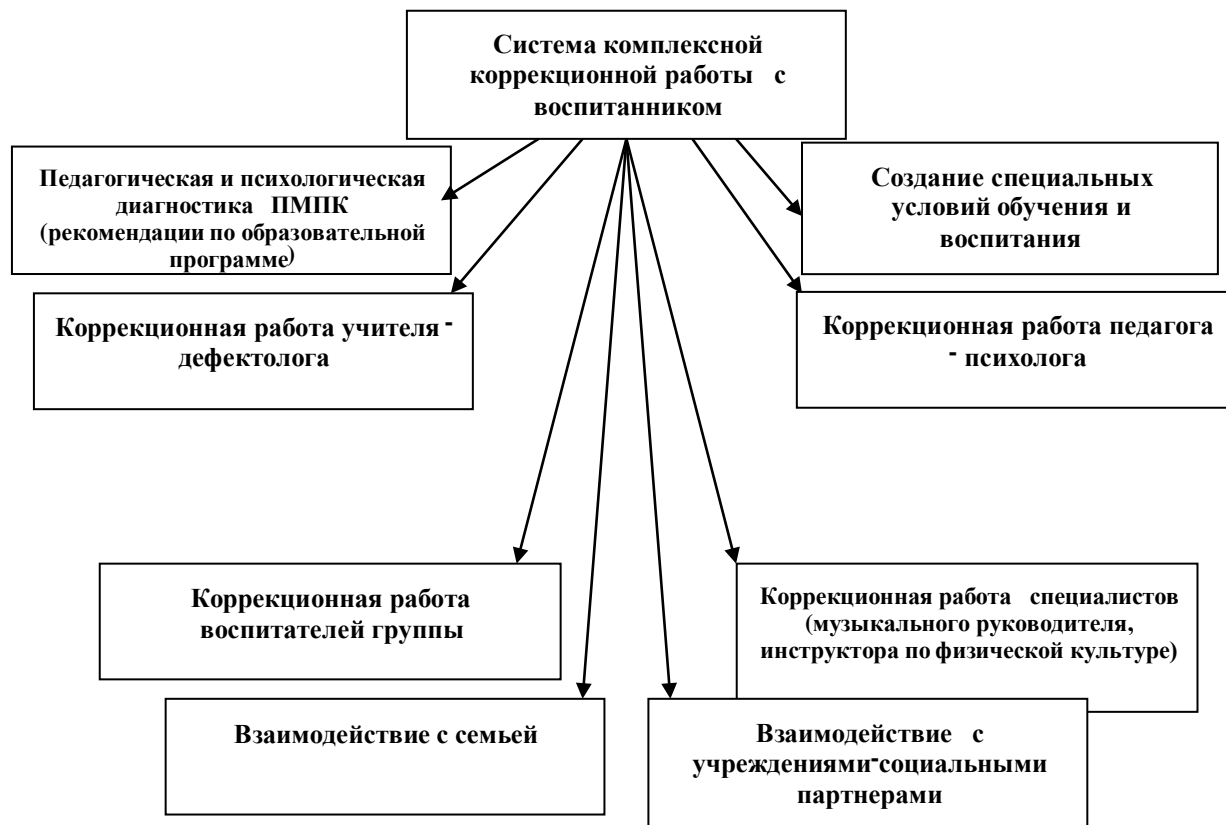 Система комплексной
коррекционной работы с
воспитанником
Педагогическая и психологическая
диагностика ПМПК
(рекомендации по образовательной
программе)
Создание специальных
условий обучения и
воспитания
Коррекционная работа учителя-
дефектолога
Коррекционная работа педагога
- психолога
Коррекционная работа
воспитателей группы
Коррекционная работа специалистов
(музыкального руководителя,
инструктора по физической культуре)
Взаимодействие с семьей
Взаимодействие с
учреждениями-социальными
партнерами